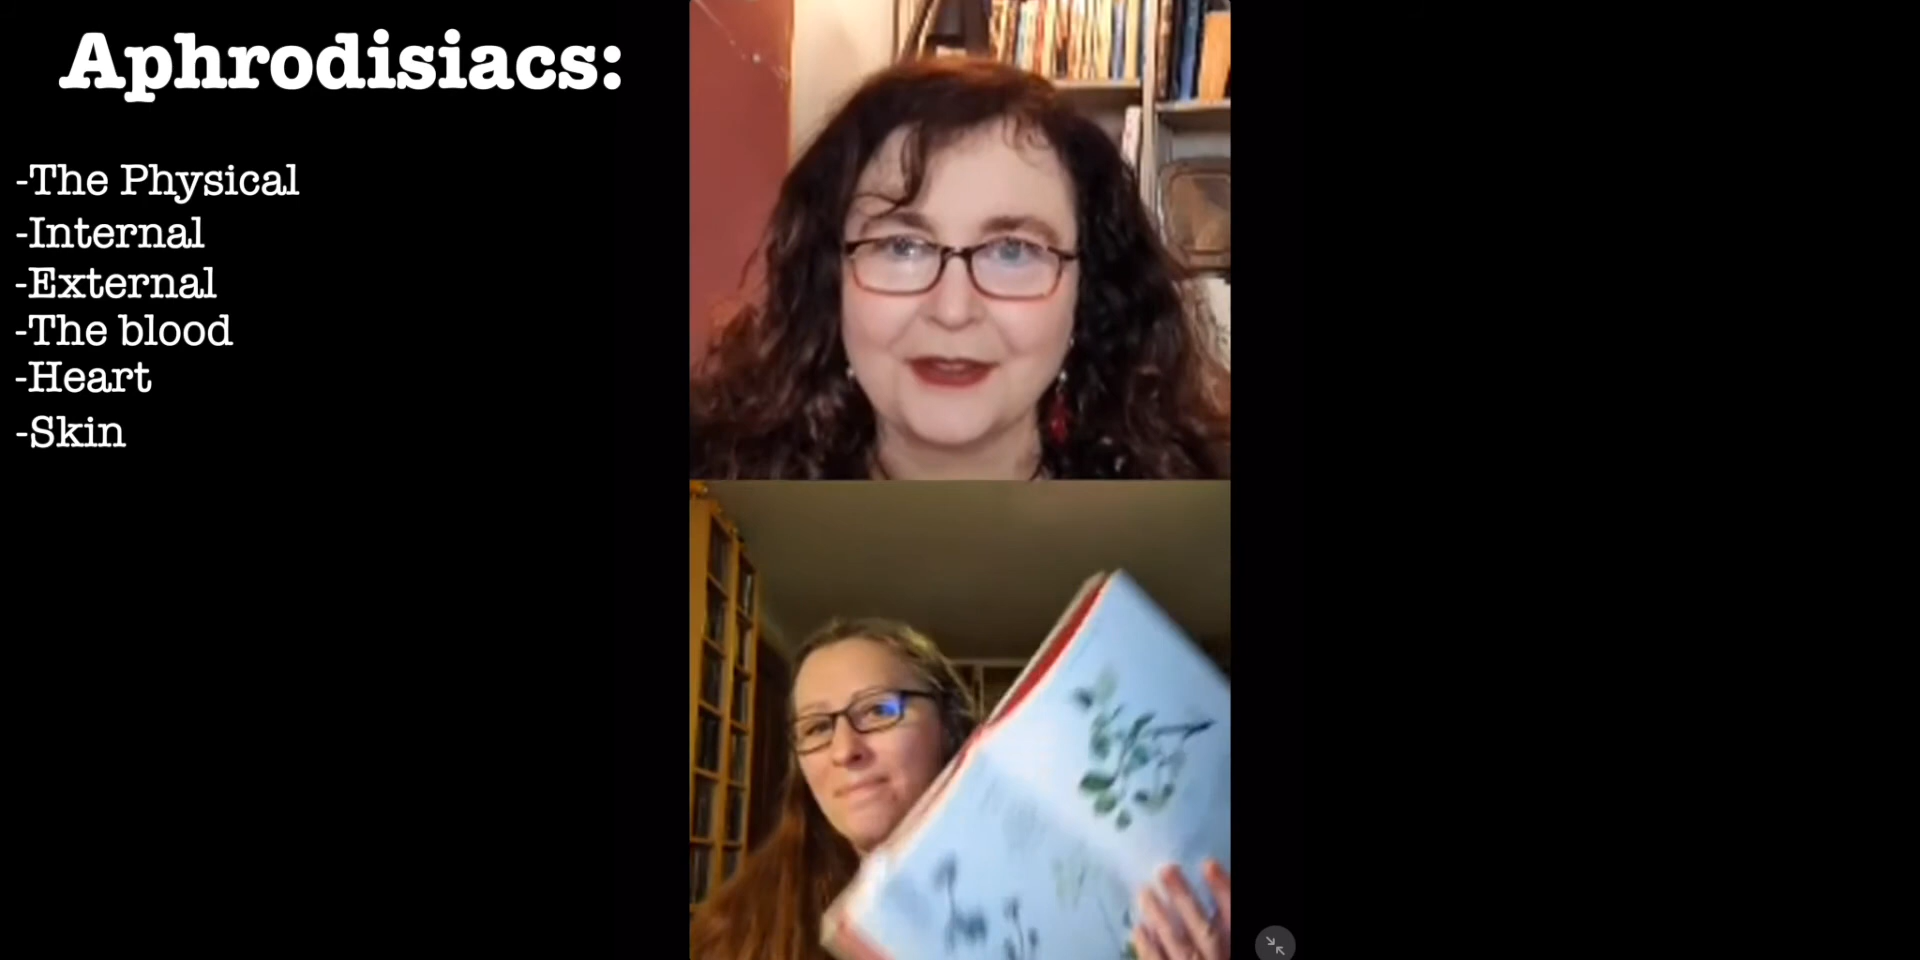 Aphrodisiacs:
-The Physical
-Internal
-External
-The blood
-Heart
-Skin